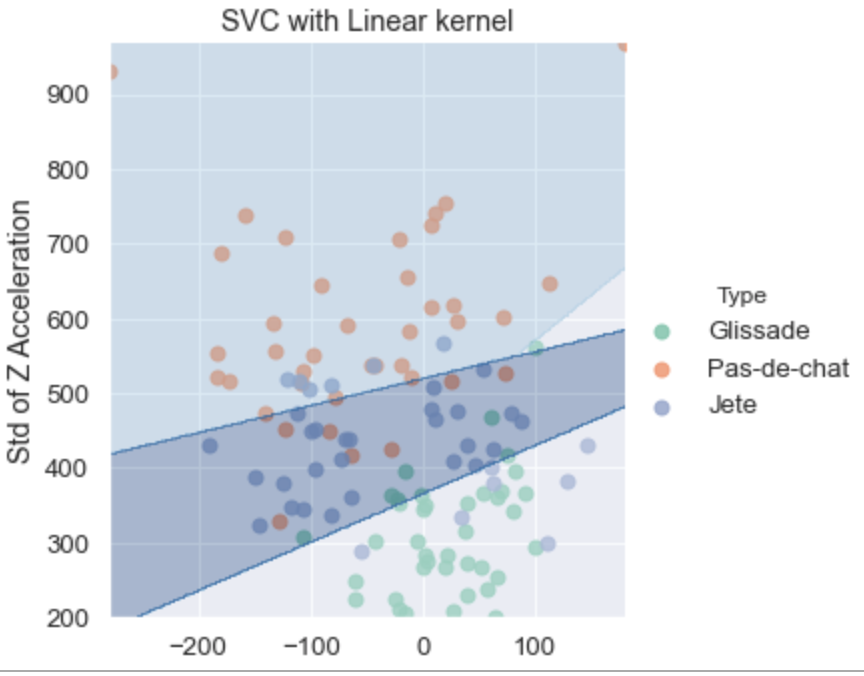 SVC with Linear kernel
Std of Z Acceleration
900
800
700
600
500
400
300
200
−200
−100
0
100
Type
Glissade
Pas-de-chat
Jete